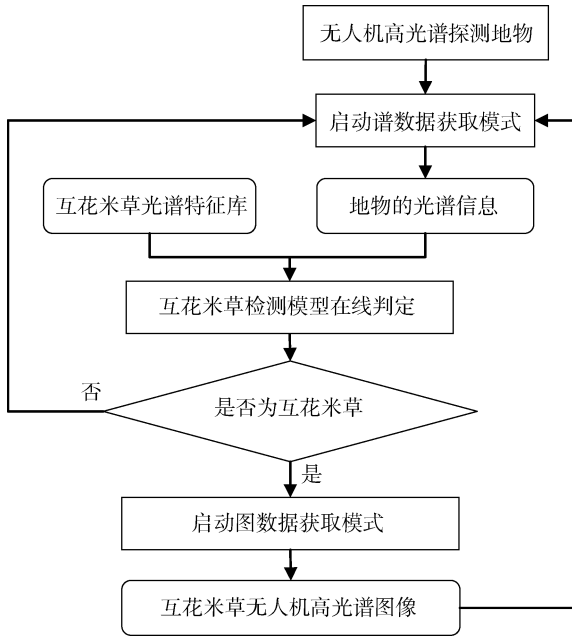 无人机高光谱探测地物
启动谱数据获取模式
互花米草光谱特征库
地物的光谱信息
互花米草检测模型在线判定
否
是否为互花米草
是
启动图数据获取模式
互花米草无人机高光谱图像